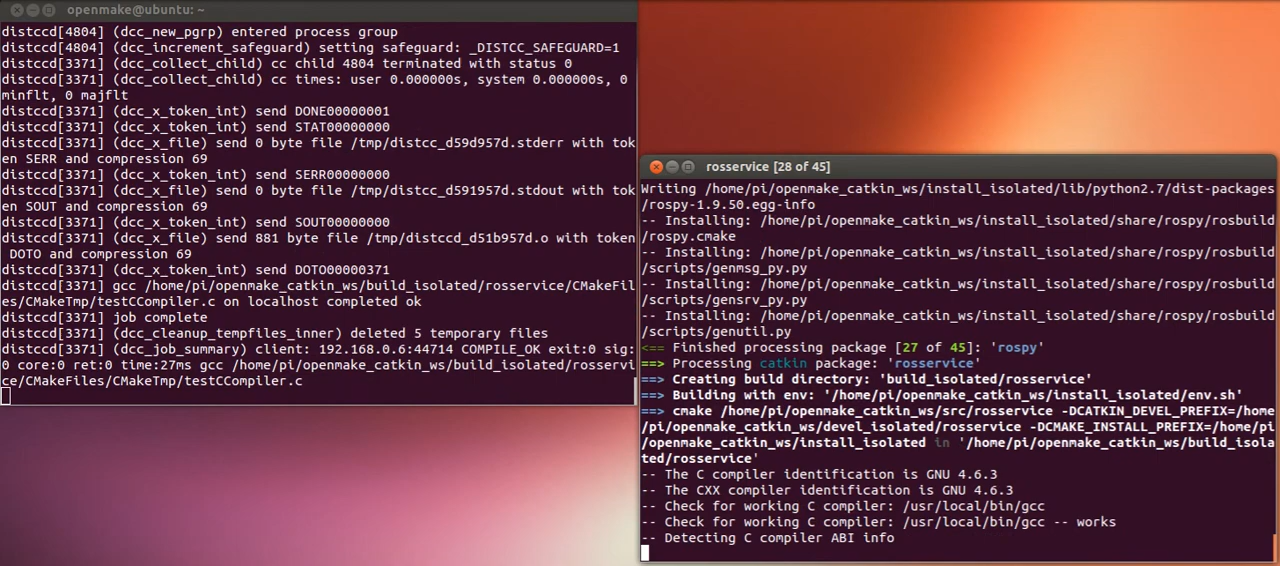 openmake@ubuntu: ~
distccd[4804] (dcc_new_pgrp) entered process group
distccd[4804] (dcc_increment_safeguard) setting safeguard: _DISTCC_SAFEGUARD=1
distccd[3371] (dcc_collect_child) cc child 4804 terminated with status 0
distccd[3371] (dcc_collect_child) cc times: user 0.000000s, system 0.000000s, 0
minflt, 0 majflt
distccd[3371] (dcc_x_token_int) send DONE00000001
distccd[3371] (dcc_x_token_int) send STAT00000000
distccd[3371] (dcc_x_file) send 0 byte file /tmp/distcc_d59d957d.stderr with tok
en SERR and compression 69
distccd[3371] (dcc_x_token_int) send SERR00000000
distccd[3371] (dcc_x_file) send 0 byte file /tmp/distcc_d591957d.stdout with tok
en SOUT and compression 69
distccd[3371] (dcc_x_token_int) send SOUT00000000
distccd[3371] (dcc_x_file) send 881 byte file /tmp/distccd_d51b957d.o with token
 DOTO and compression 69
distccd[3371] (dcc_x_token_int) send DOTO00000371
distccd[3371] gcc /home/pi/openmake_catkin_ws/build_isolated/rosservice/CMakeFil
es/CMakeTmp/testCCompiler.c on localhost completed ok
distccd[3371] job complete
distccd[3371] (dcc_cleanup_tempfiles_inner) deleted 5 temporary files
distccd[3371] (dcc_job_summary) client: 192.168.0.6:44714 COMPILE_OK exit:0 sig:
0 core:0 ret:0 time:27ms gcc /home/pi/openmake_catkin_ws/build_isolated/rosservi
ce/CMakeFiles/CMakeTmp/testCCompiler.c
rosservice [28 of 45]
Writing /home/pi/openmake_catkin_ws/install_isolated/lib/python2.7/dist-packages
/rospy-1.9.50.egg-info
-- Installing: /home/pi/openmake_catkin_ws/install_isolated/share/rospy/rosbuild
/rospy.cmake
-- Installing: /home/pi/openmake_catkin_ws/install_isolated/share/rospy/rosbuild
/scripts/genmsg_py.py
-- Installing: /home/pi/openmake_catkin_ws/install_isolated/share/rospy/rosbuild
/scripts/gensrv_py.py
-- Installing: /home/pi/openmake_catkin_ws/install_isolated/share/rospy/rosbuild
/scripts/genutil.py
<== Finished processing package [27 of 45]: 'rospy'
==> Processing catkin package: 'rosservice'
==> Creating build directory: 'build_isolated/rosservice'
==> Building with env: '/home/pi/openmake_catkin_ws/install_isolated/env.sh'
==> cmake /home/pi/openmake_catkin_ws/src/rosservice -DCATKIN_DEVEL_PREFIX=/home
/pi/openmake_catkin_ws/devel_isolated/rosservice -DCMAKE_INSTALL_PREFIX=/home/pi
/openmake_catkin_ws/install_isolated in '/home/pi/openmake_catkin_ws/build_isola
ted/rosservice'
-- The C compiler identification is GNU 4.6.3
-- The CXX compiler identification is GNU 4.6.3
-- Check for working C compiler: /usr/local/bin/gcc
-- Check for working C compiler: /usr/local/bin/gcc -- works
-- Detecting C compiler ABI info